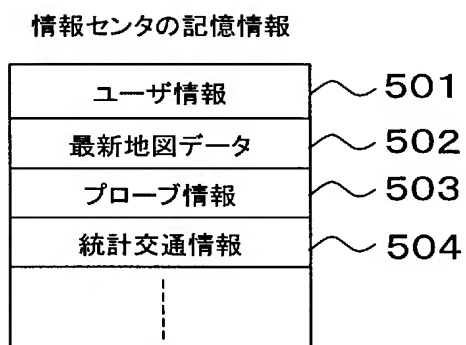 情報センタの記憶情報
ユーザ情報 501
最新地図データ 502
プローブ情報 503
統計交通情報 504